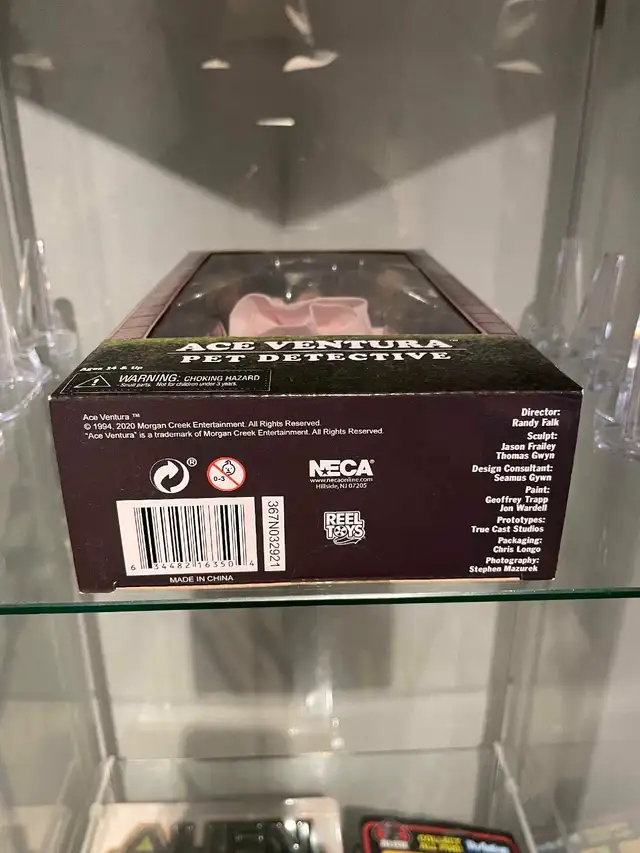 ACE VENTURA™
PET DETECTIVE
Ages 14 & Up
WARNING: CHOKING HAZARD
Small parts. Not for children under 3 years.
Ace Ventura ™
© 1994, 2020 Morgan Creek Entertainment. All Rights Reserved.
"Ace Ventura" is a trademark of Morgan Creek Entertainment. All Rights Reserved.
®
0-3
NECA®
www.necaonline.com
Hillside, NJ 07205
REEL
TOYS
367N032921
6 34482 16350 4
MADE IN CHINA
Director:
Randy Falk
Sculpt:
Jason Frailey
Thomas Gwyn
Design Consultant:
Seamus Gywn
Paint:
Geoffrey Trapp
Jon Wardell
Prototypes:
True Cast Studios
Packaging:
Chris Longo
Photography:
Stephen Mazurek